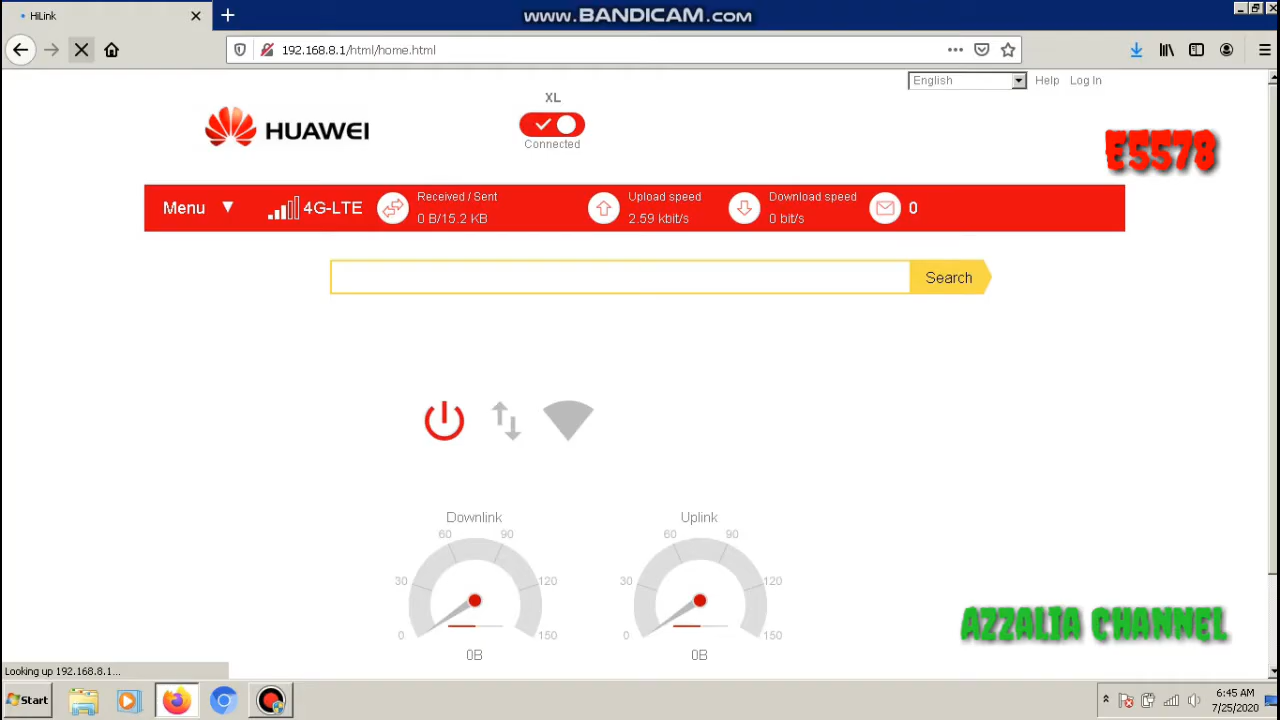 HiLink
www.BANDICAM.com
192.168.8.1/html/home.html
English
Help
Log In
XL
HUAWEI
Connected
E5578
Menu
4G-LTE
Received / Sent
0 B/15.2 KB
Upload speed
2.59 kbit/s
Download speed
0 bit/s
0
Search
Downlink
60
90
30
120
0
150
0B
Uplink
60
90
30
120
0
150
0B
AZZALIA CHANNEL
Looking up 192.168.8.1...
Start
6:45 AM
7/25/2020